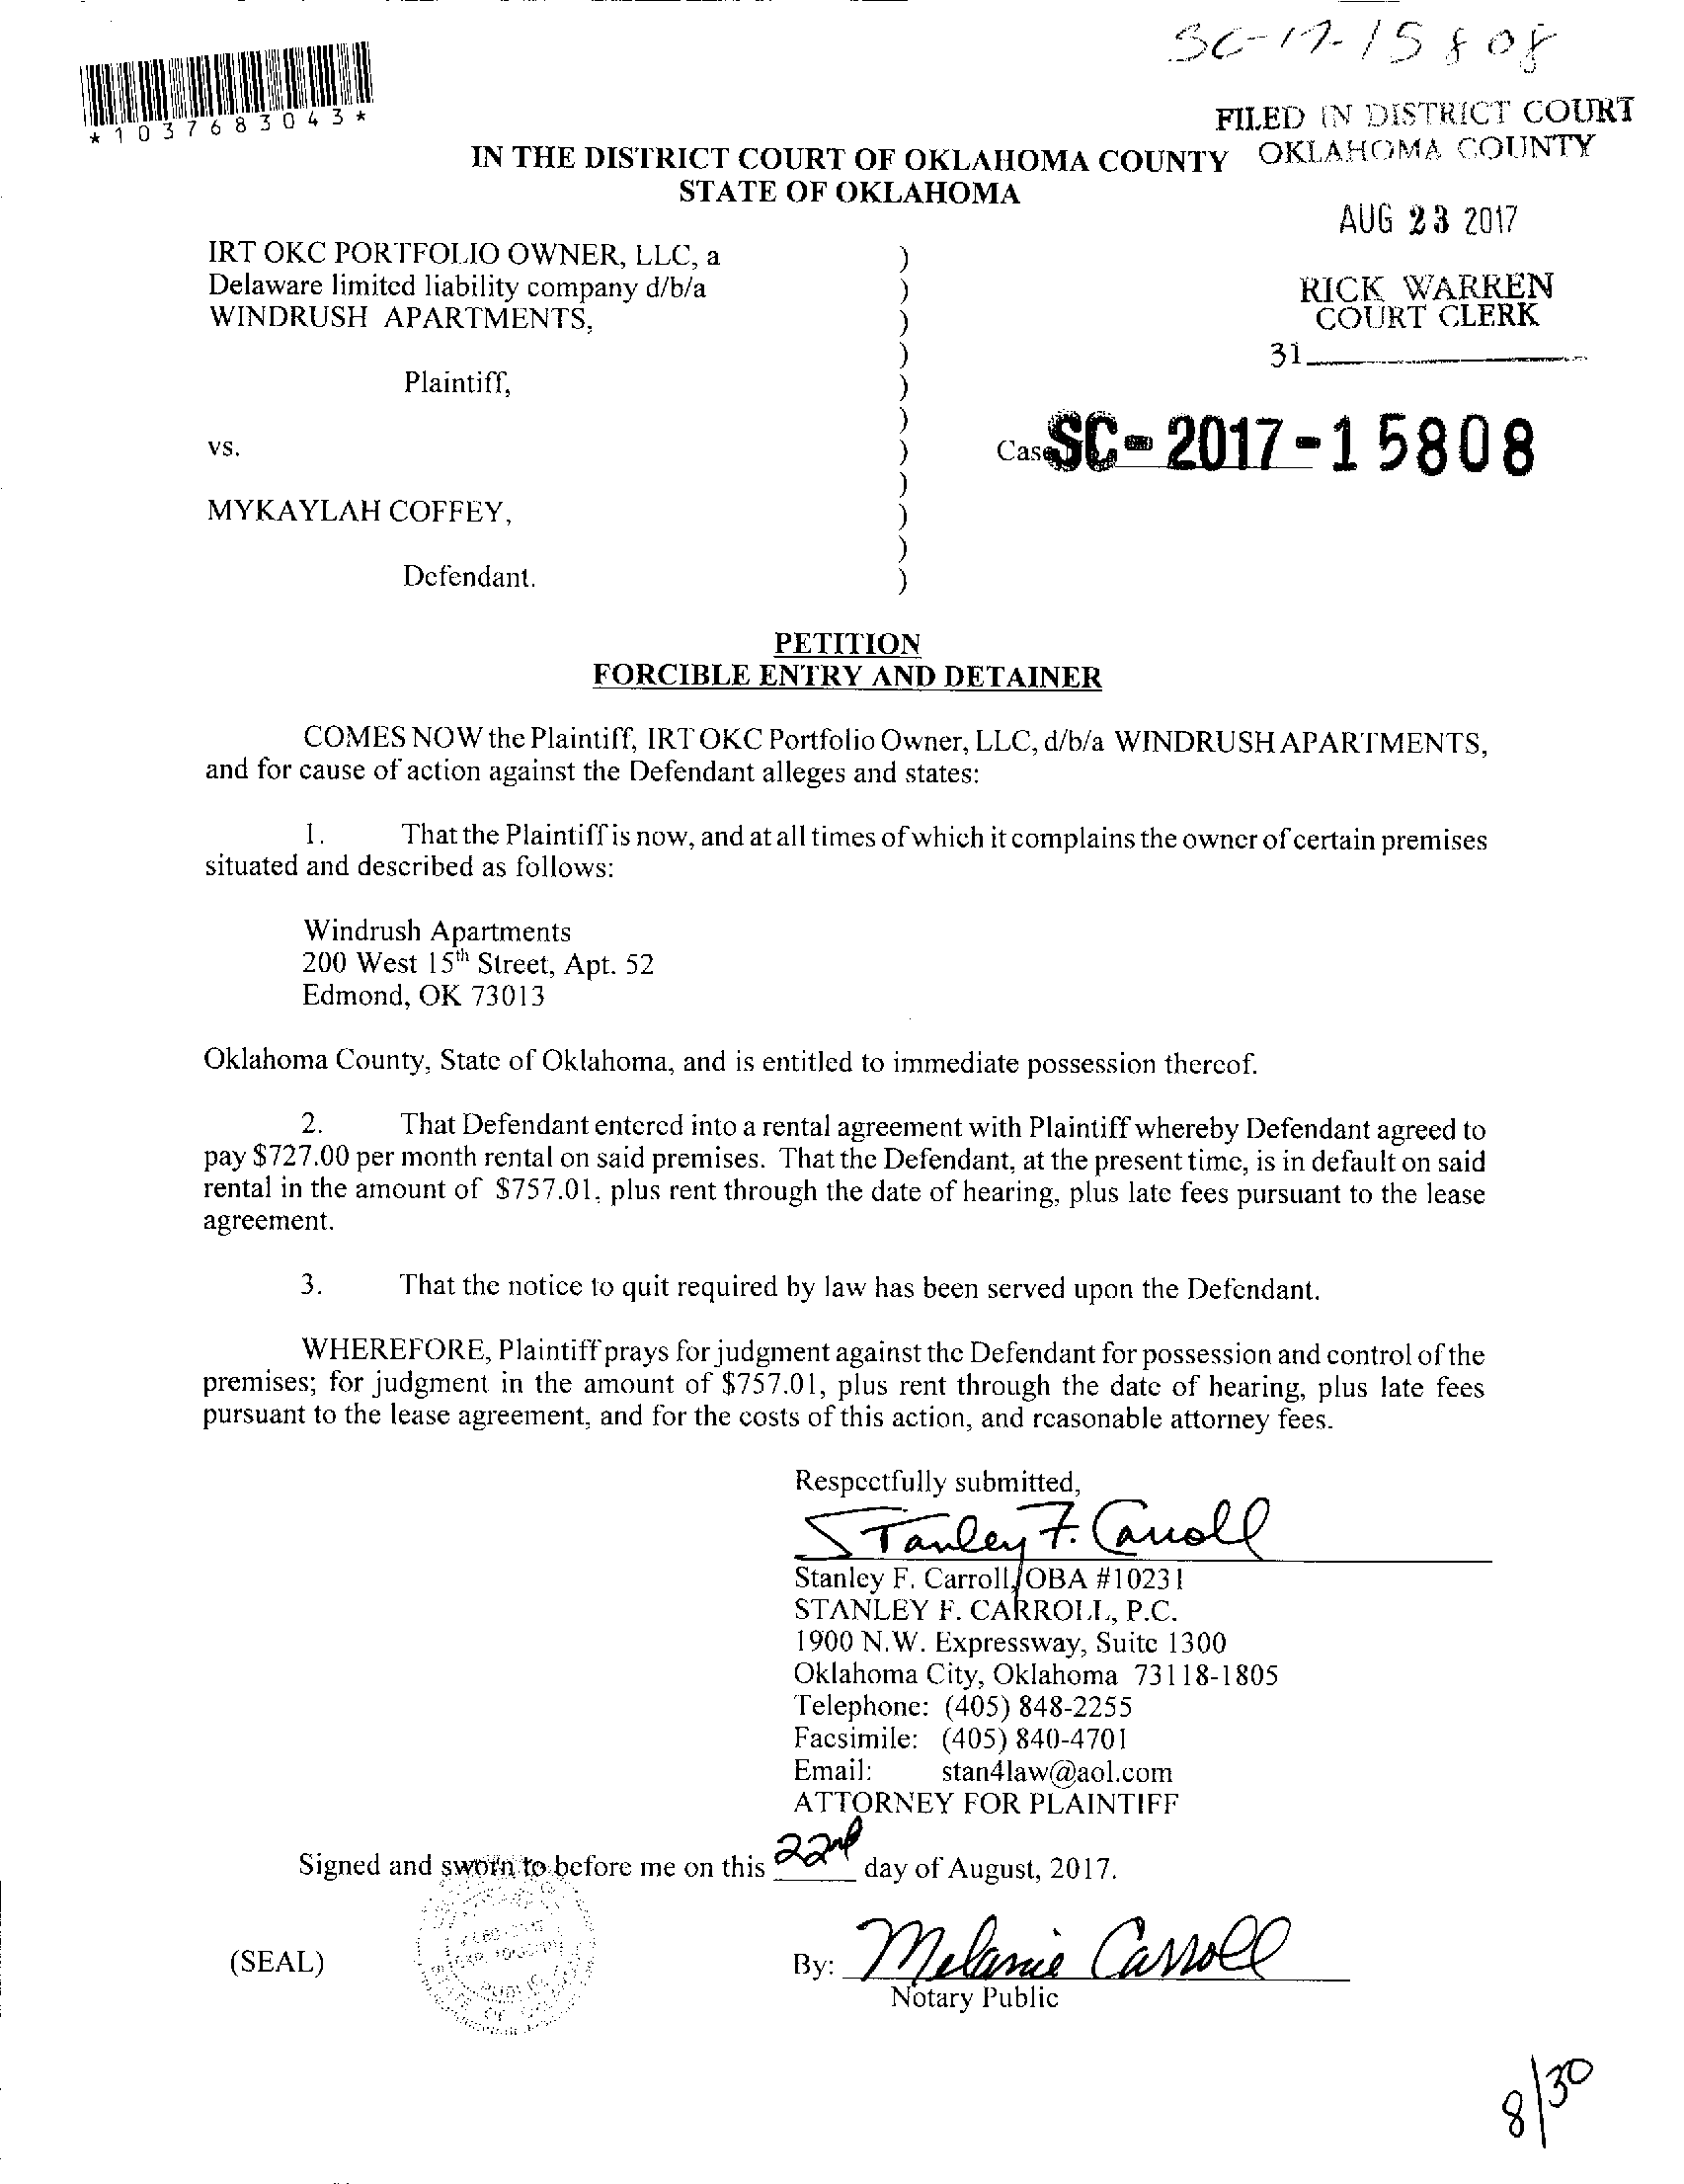 SC-17-15808
*1037683043*
FILED IN DISTRICT COURT
OKLAHOMA COUNTY
IN THE DISTRICT COURT OF OKLAHOMA COUNTY
STATE OF OKLAHOMA
AUG 23 2017
RICK WARREN
COURT CLERK
31
IRT OKC PORTFOLIO OWNER, LLC, a )
Delaware limited liability company d/b/a )
WINDRUSH APARTMENTS, )
)
Plaintiff, )
)
vs. )
)
MYKAYLAH COFFEY, )
)
Defendant. )
Case SC-2017-15808
PETITION
FORCIBLE ENTRY AND DETAINER
COMES NOW the Plaintiff, IRT OKC Portfolio Owner, LLC, d/b/a WINDRUSH APARTMENTS,
and for cause of action against the Defendant alleges and states:
1. That the Plaintiff is now, and at all times of which it complains the owner of certain premises
situated and described as follows:
Windrush Apartments
200 West 15th Street, Apt. 52
Edmond, OK 73013
Oklahoma County, State of Oklahoma, and is entitled to immediate possession thereof.
2. That Defendant entered into a rental agreement with Plaintiff whereby Defendant agreed to
pay $727.00 per month rental on said premises. That the Defendant, at the present time, is in default on said
rental in the amount of $757.01, plus rent through the date of hearing, plus late fees pursuant to the lease
agreement.
3. That the notice to quit required by law has been served upon the Defendant.
WHEREFORE, Plaintiff prays for judgment against the Defendant for possession and control of the
premises; for judgment in the amount of $757.01, plus rent through the date of hearing, plus late fees
pursuant to the lease agreement, and for the costs of this action, and reasonable attorney fees.
Respectfully submitted,
Stanley F. Carroll
Stanley F. Carroll, OBA #10231
STANLEY F. CARROLL, P.C.
1900 N.W. Expressway, Suite 1300
Oklahoma City, Oklahoma 73118-1805
Telephone: (405) 848-2255
Facsimile: (405) 840-4701
Email: stan4law@aol.com
ATTORNEY FOR PLAINTIFF
Signed and sworn to before me on this 22nd day of August, 2017.
(SEAL)
By: Melanie Carroll
Notary Public
8/30